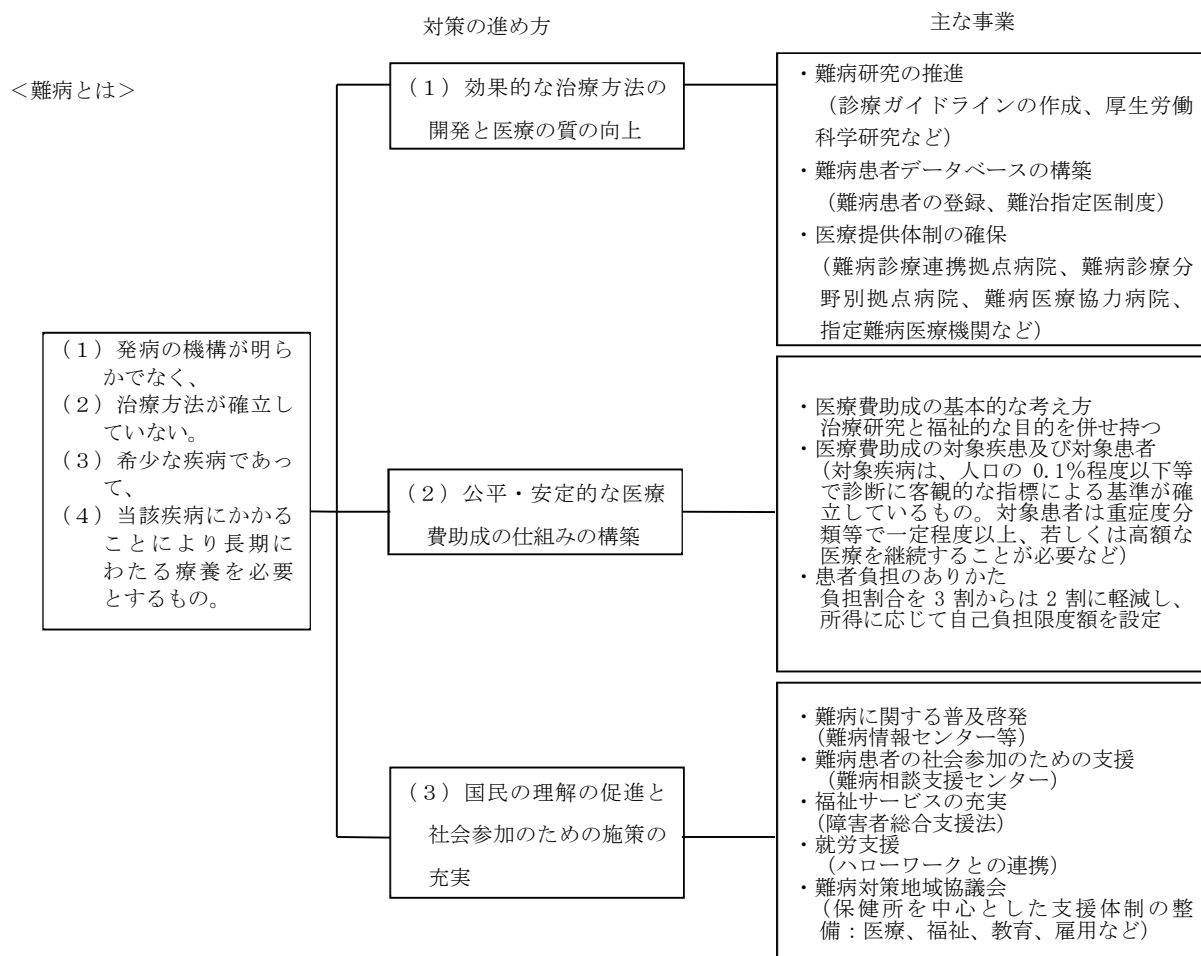 対策の進め方
主な事業
<難病とは>
(1)発病の機構が明ら
かでなく、
(2)治療方法が確立し
ていない。
(3)希少な疾病であっ
て、
(4)当該疾病にかかる
ことにより長期に
わたる療養を必要
とするもの。
(1)効果的な治療方法の
開発と医療の質の向上
・難病研究の推進
(診療ガイドラインの作成、厚生労働
科学研究など)
・難病患者データベースの構築
(難病患者の登録、難治指定医制度)
・医療提供体制の確保
(難病診療連携拠点病院、難病診療分
野別拠点病院、難病医療協力病院、
指定難病医療機関など)
(2)公平・安定的な医療
費助成の仕組みの構築
・医療費助成の基本的な考え方
治療研究と福祉的な目的を併せ持つ
・医療費助成の対象疾患及び対象患者
(対象疾病は、人口の 0.1%程度以下等
で診断に客観的な指標による基準が確
立しているもの。対象患者は重症度分
類等で一定程度以上、若しくは高額な
医療を継続することが必要など)
・患者負担のありかた
負担割合を 3 割からは 2 割に軽減し、
所得に応じて自己負担限度額を設定
(3)国民の理解の促進と
社会参加のための施策の
充実
・難病に関する普及啓発
(難病情報センター等)
・難病患者の社会参加のための支援
(難病相談支援センター)
・福祉サービスの充実
(障害者総合支援法)
・就労支援
(ハローワークとの連携)
・難病対策地域協議会
(保健所を中心とした支援体制の整
備:医療、福祉、教育、雇用など)